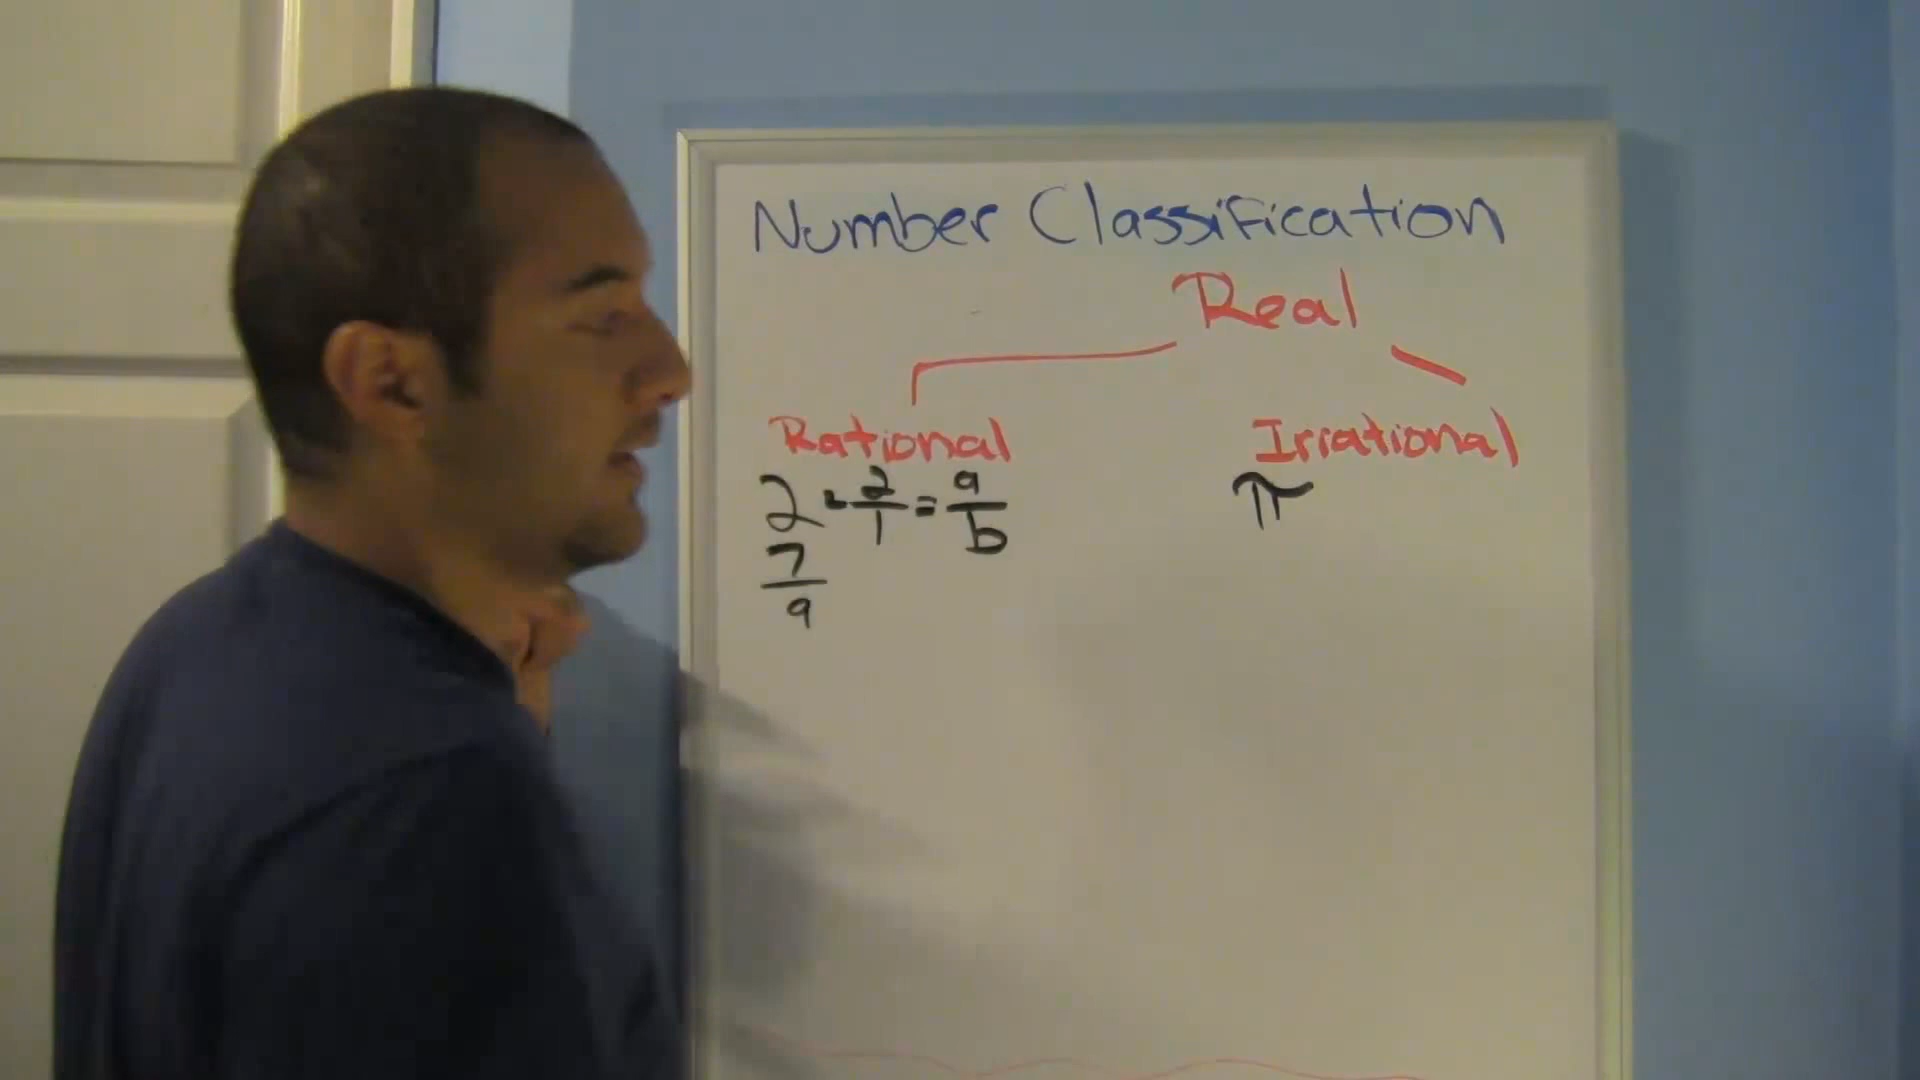 Number Classification
Real
Rational
Irrational
2 = 2/1 = a/b
π
7/9